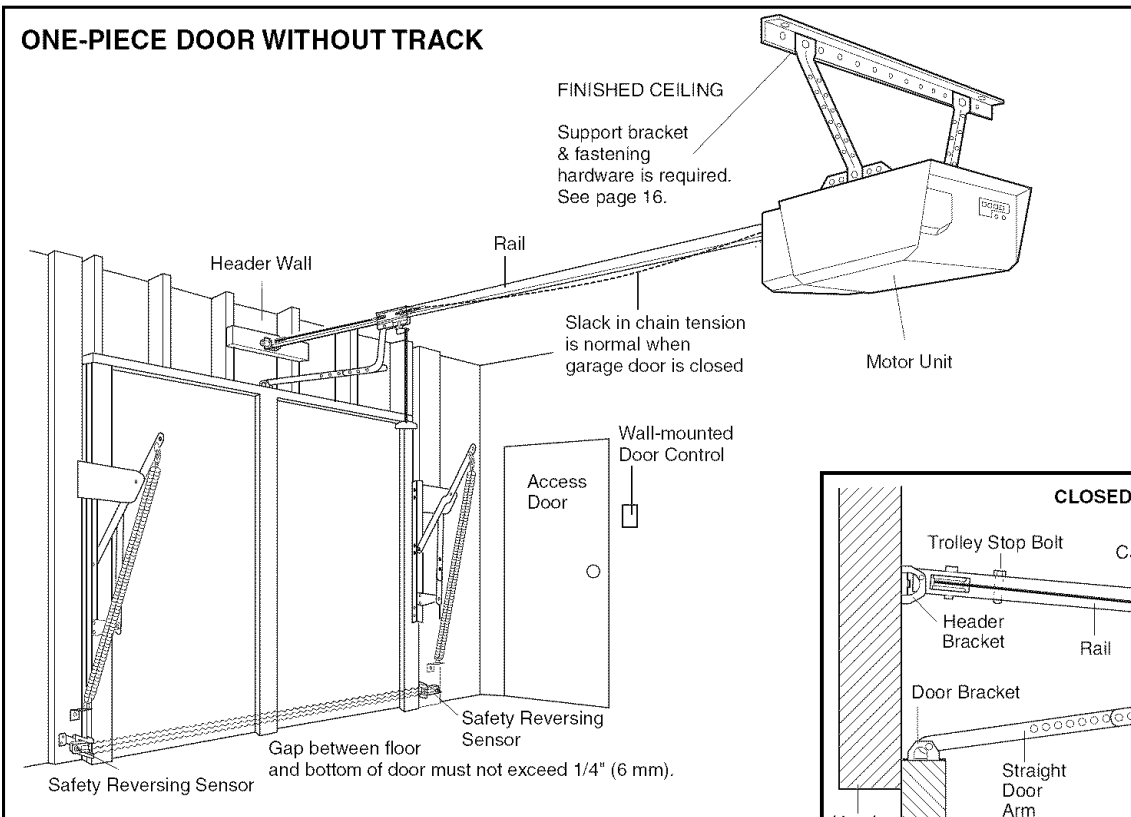 ONE-PIECE DOOR WITHOUT TRACK
FINISHED CEILING
Support bracket
& fastening
hardware is required.
See page 16.
Rail
Header Wall
Slack in chain tension
is normal when
garage door is closed
Motor Unit
Wall-mounted
Door Control
Access
Door
Safety Reversing
Sensor
Gap between floor
and bottom of door must not exceed 1/4" (6 mm).
Safety Reversing Sensor
CLOSED
Trolley Stop Bolt
Header
Bracket
Rail
Door Bracket
Straight
Door
Arm